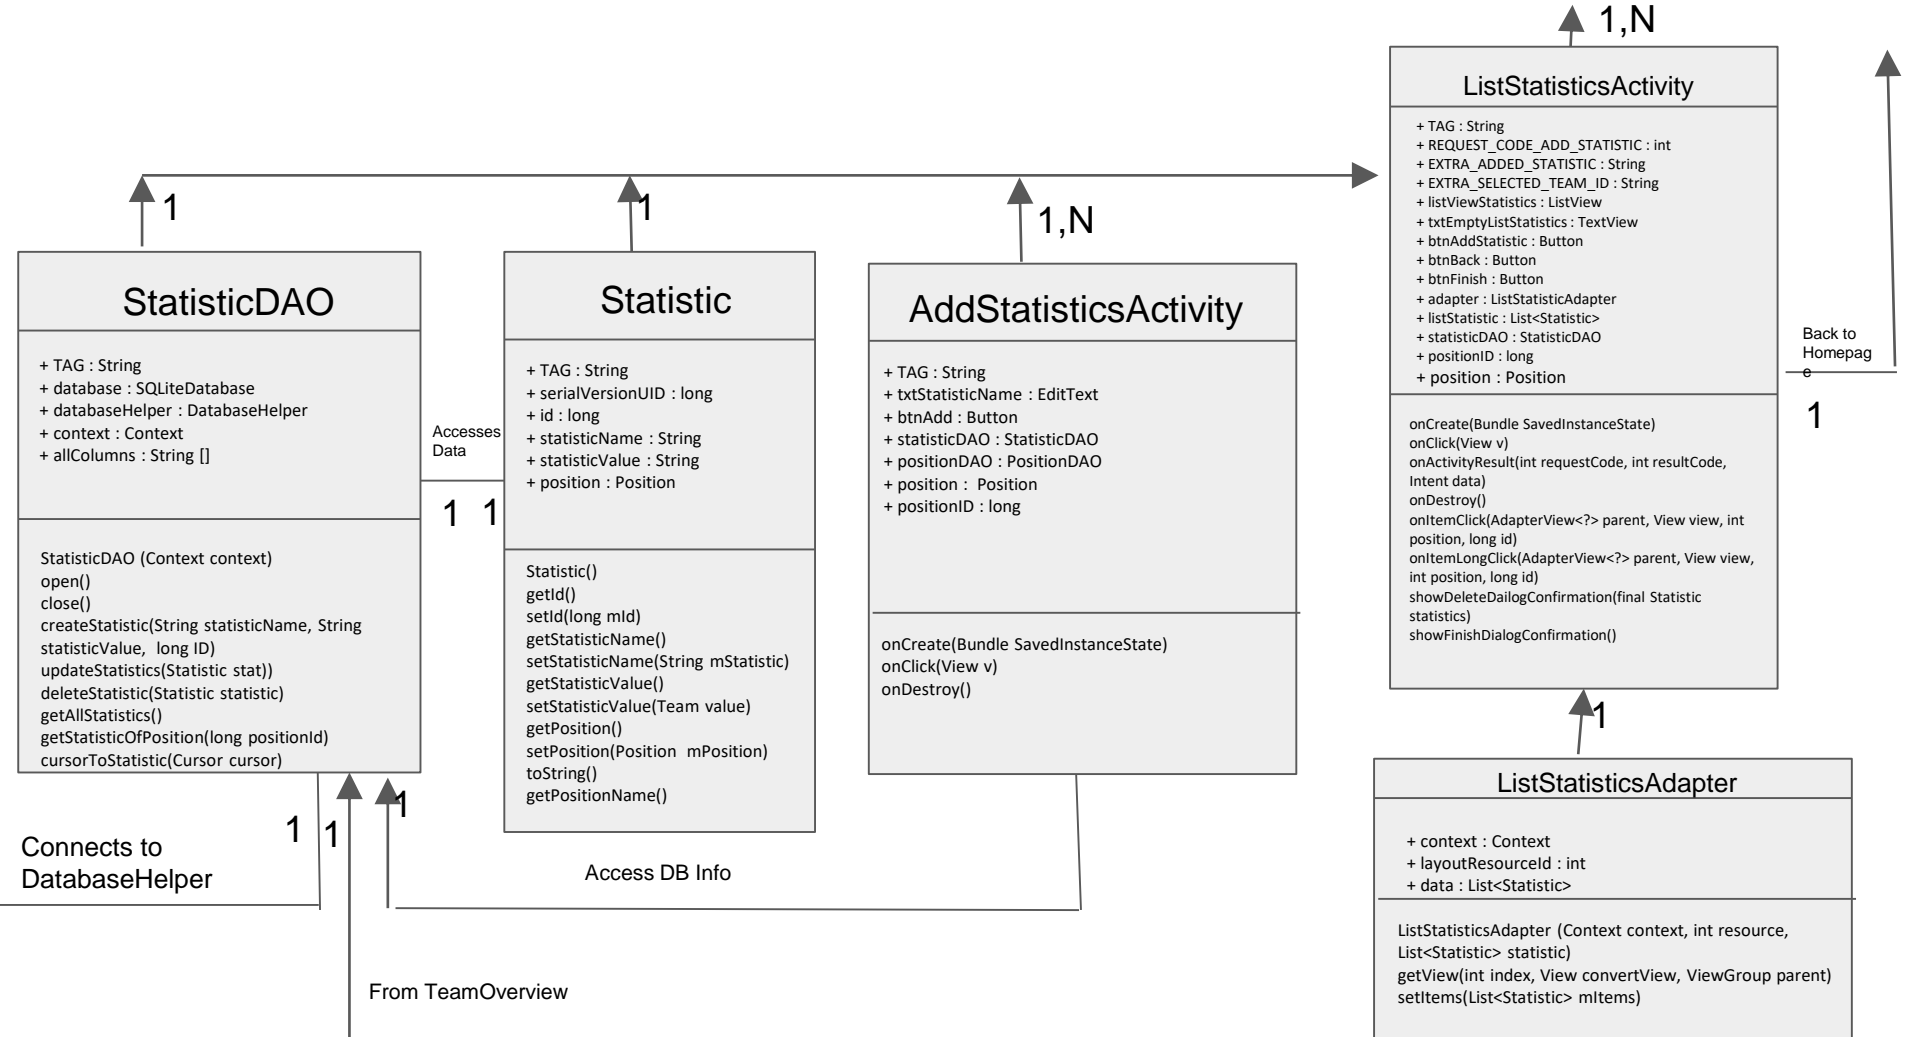 1,N
ListStatisticsActivity
+ TAG : String
+ REQUEST_CODE_ADD_STATISTIC : int
+ EXTRA_ADDED_STATISTIC : String
+ EXTRA_SELECTED_TEAM_ID : String
+ listViewStatistics : ListView
+ txtEmptyListStatistics : TextView
+ btnAddStatistic : Button
+ btnBack : Button
+ btnFinish : Button
+ adapter : ListStatisticAdapter
+ listStatistic : List<Statistic>
+ statisticDAO : StatisticDAO
+ positionID : long
+ position : Position
onCreate(Bundle SavedInstanceState)
onClick(View v)
onActivityResult(int requestCode, int resultCode,
Intent data)
onDestroy()
onItemClick(AdapterView<?> parent, View view, int
position, long id)
onItemLongClick(AdapterView<?> parent, View view,
int position, long id)
showDeleteDailogConfirmation(final Statistic
statistics)
showFinishDialogConfirmation()
Back to
Homepag
e
1
1
1
1,N
StatisticDAO
+ TAG : String
+ database : SQLiteDatabase
+ databaseHelper : DatabaseHelper
+ context : Context
+ allColumns : String []
StatisticDAO (Context context)
open()
close()
createStatistic(String statisticName, String
statisticValue, long ID)
updateStatistics(Statistic stat))
deleteStatistic(Statistic statistic)
getAllStatistics()
getStatisticOfPosition(long positionId)
cursorToStatistic(Cursor cursor)
Accesses
Data
1 1
Statistic
+ TAG : String
+ serialVersionUID : long
+ id : long
+ statisticName : String
+ statisticValue : String
+ position : Position
Statistic()
getId()
setId(long mId)
getStatisticName()
setStatisticName(String mStatistic)
getStatisticValue()
setStatisticValue(Team value)
getPosition()
setPosition(Position mPosition)
toString()
getPositionName()
AddStatisticsActivity
+ TAG : String
+ txtStatisticName : EditText
+ btnAdd : Button
+ statisticDAO : StatisticDAO
+ positionDAO : PositionDAO
+ position : Position
+ positionID : long
onCreate(Bundle SavedInstanceState)
onClick(View v)
onDestroy()
1
ListStatisticsAdapter
+ context : Context
+ layoutResourceId : int
+ data : List<Statistic>
ListStatisticsAdapter (Context context, int resource,
List<Statistic> statistic)
getView(int index, View convertView, ViewGroup parent)
setItems(List<Statistic> mItems)
1 1 1
Connects to
DatabaseHelper
Access DB Info
From TeamOverview